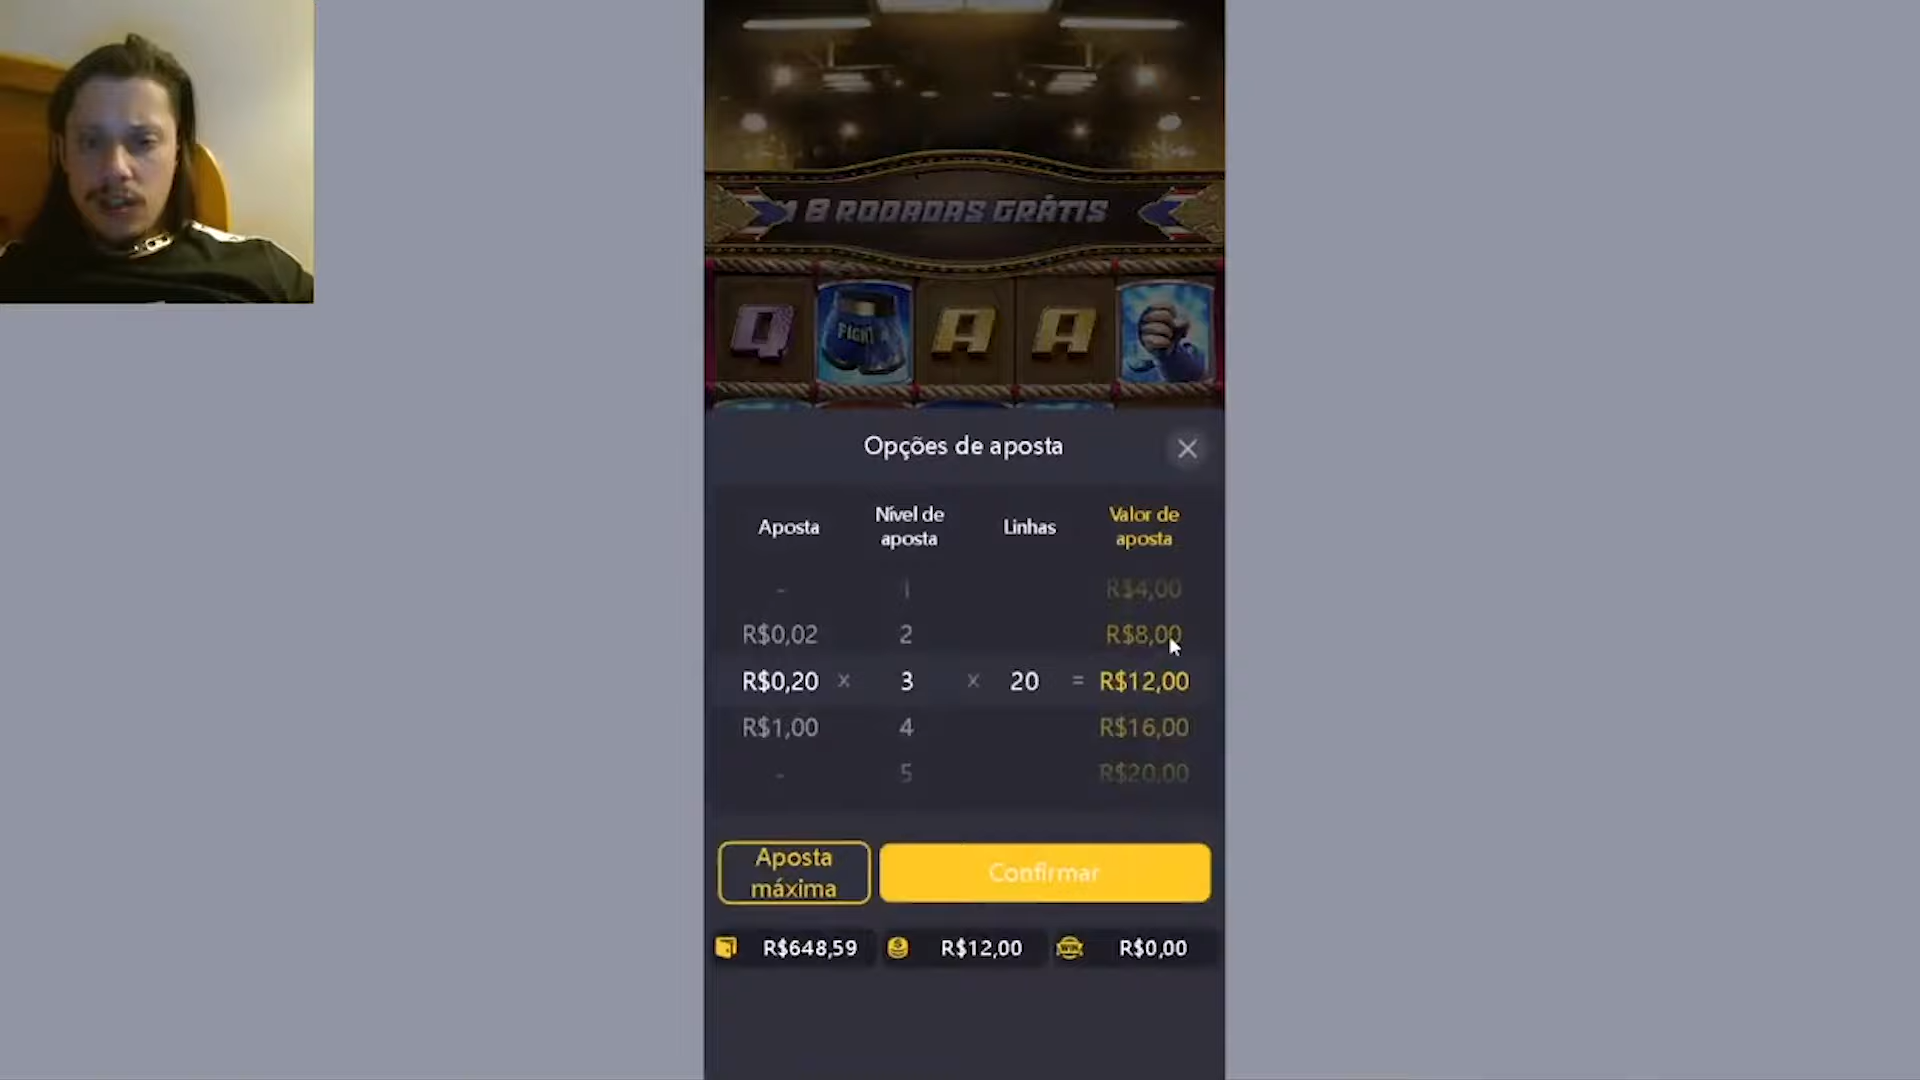 8 RODADAS GRÁTIS
Q
FIGHT
A
A
Opções de aposta
Aposta
Nível de aposta
Linhas
Valor de aposta
- 1 R$4,00
R$0,02 2 R$8,00
R$0,20 x 3 x 20 = R$12,00
R$1,00 4 R$16,00
- 5 R$20,00
Aposta máxima
Confirmar
R$648,59
R$12,00
WIN
R$0,00